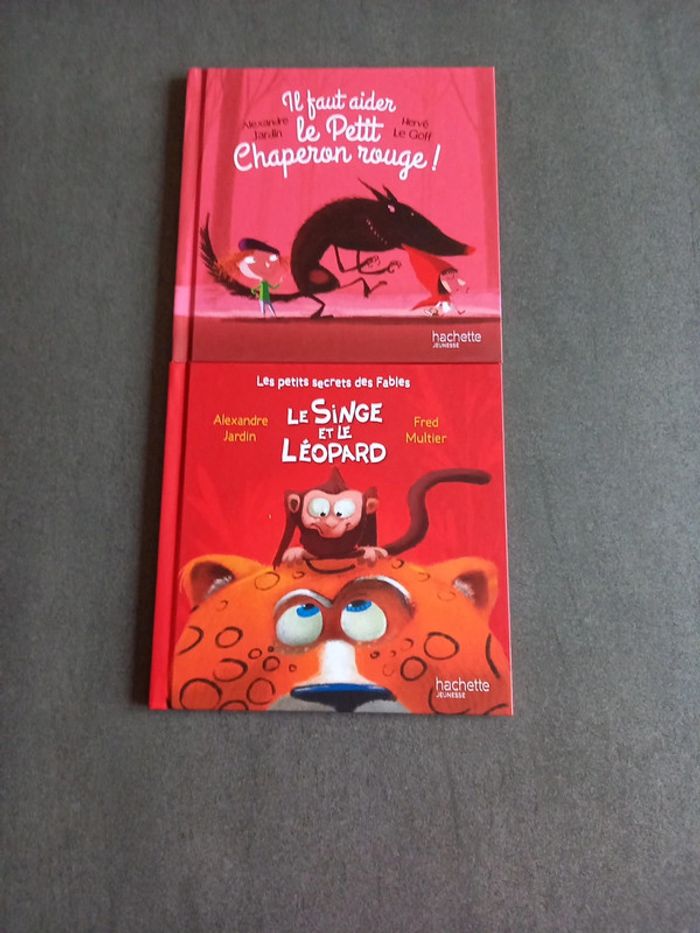 Il faut aider
Alexandre Jardin
le Petit
Hervé Le Goff
Chaperon rouge !
hachette
JEUNESSE
Les petits secrets des Fables
Alexandre
Jardin
LE SINGE
ET LE
LÉOPARD
Fred
Multier
hachette
JEUNESSE